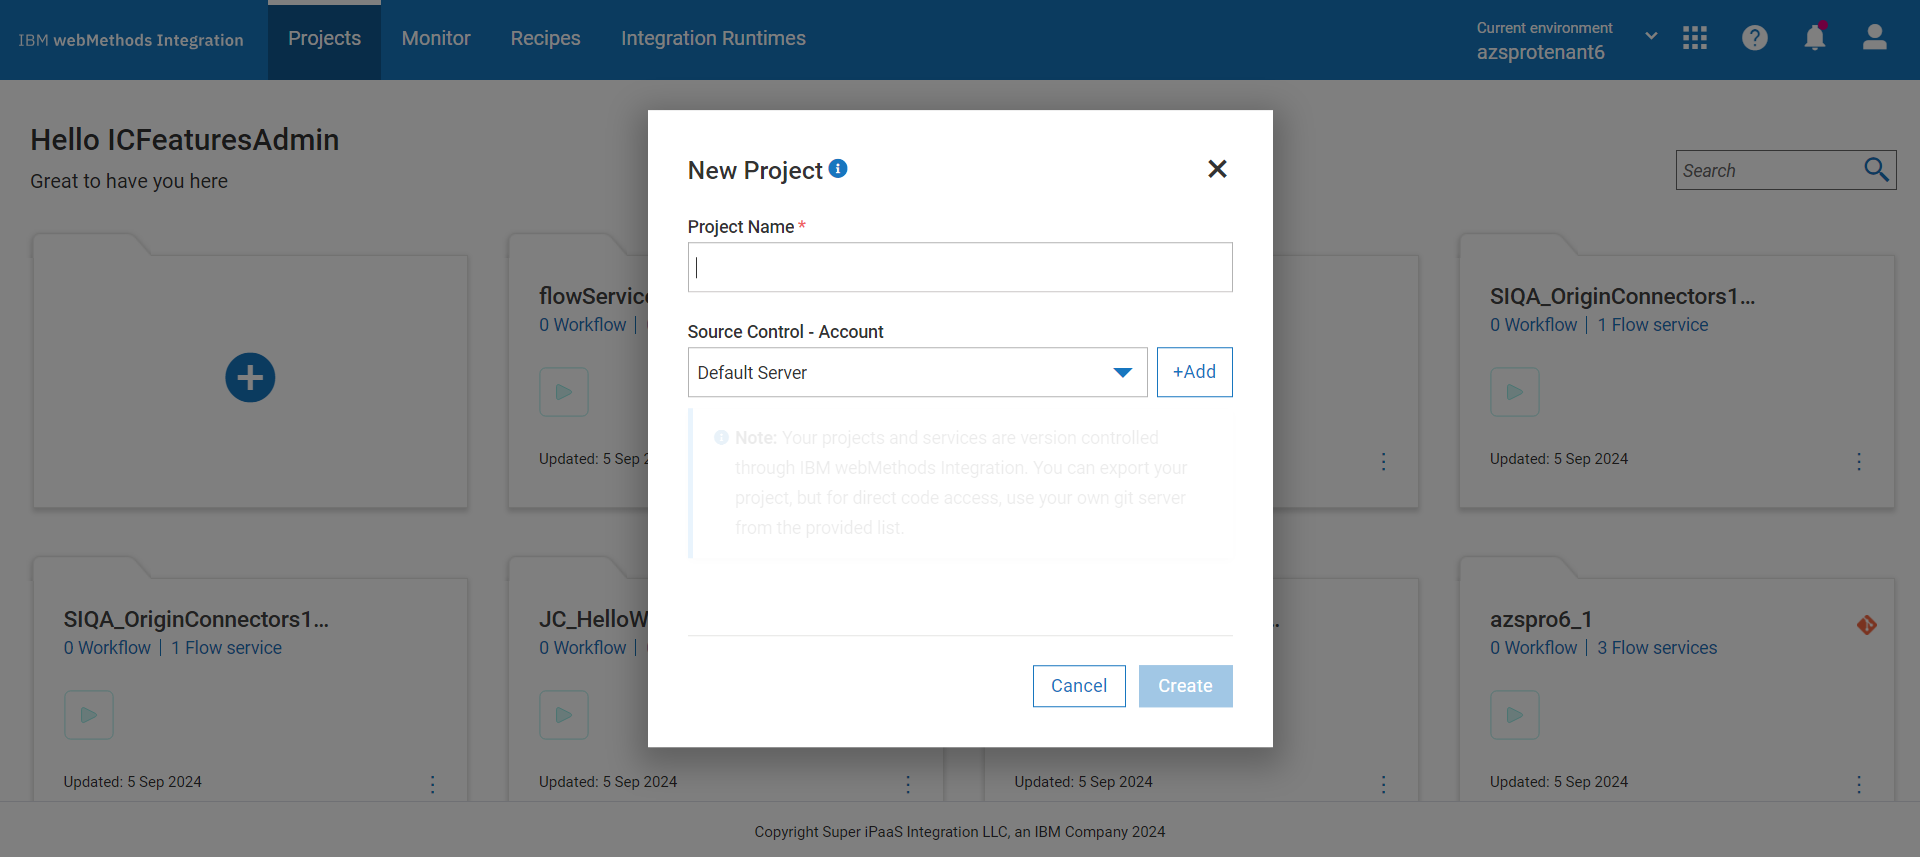 IBM webMethods Integration
Projects
Monitor
Recipes
Integration Runtimes
Current environment
azsprotenant6
Hello ICFeaturesAdmin
Great to have you here
Search
New Project
Project Name *
Source Control - Account
Default Server
+Add
Note: Your projects and services are version controlled
through IBM webMethods Integration. You can export your
project, but for direct code access, use your own git server
from the provided list.
Cancel
Create
0 Workflow
Updated: 5 Sep
SIQA_OriginConnectors1...
0 Workflow | 1 Flow service
Updated: 5 Sep 2024
SIQA_OriginConnectors1...
0 Workflow | 1 Flow service
Updated: 5 Sep 2024
0 Workflow
Updated: 5 Sep 2024
Updated: 5 Sep 2024
azspro6_1
0 Workflow | 3 Flow services
Updated: 5 Sep 2024
Copyright Super iPaaS Integration LLC, an IBM Company 2024